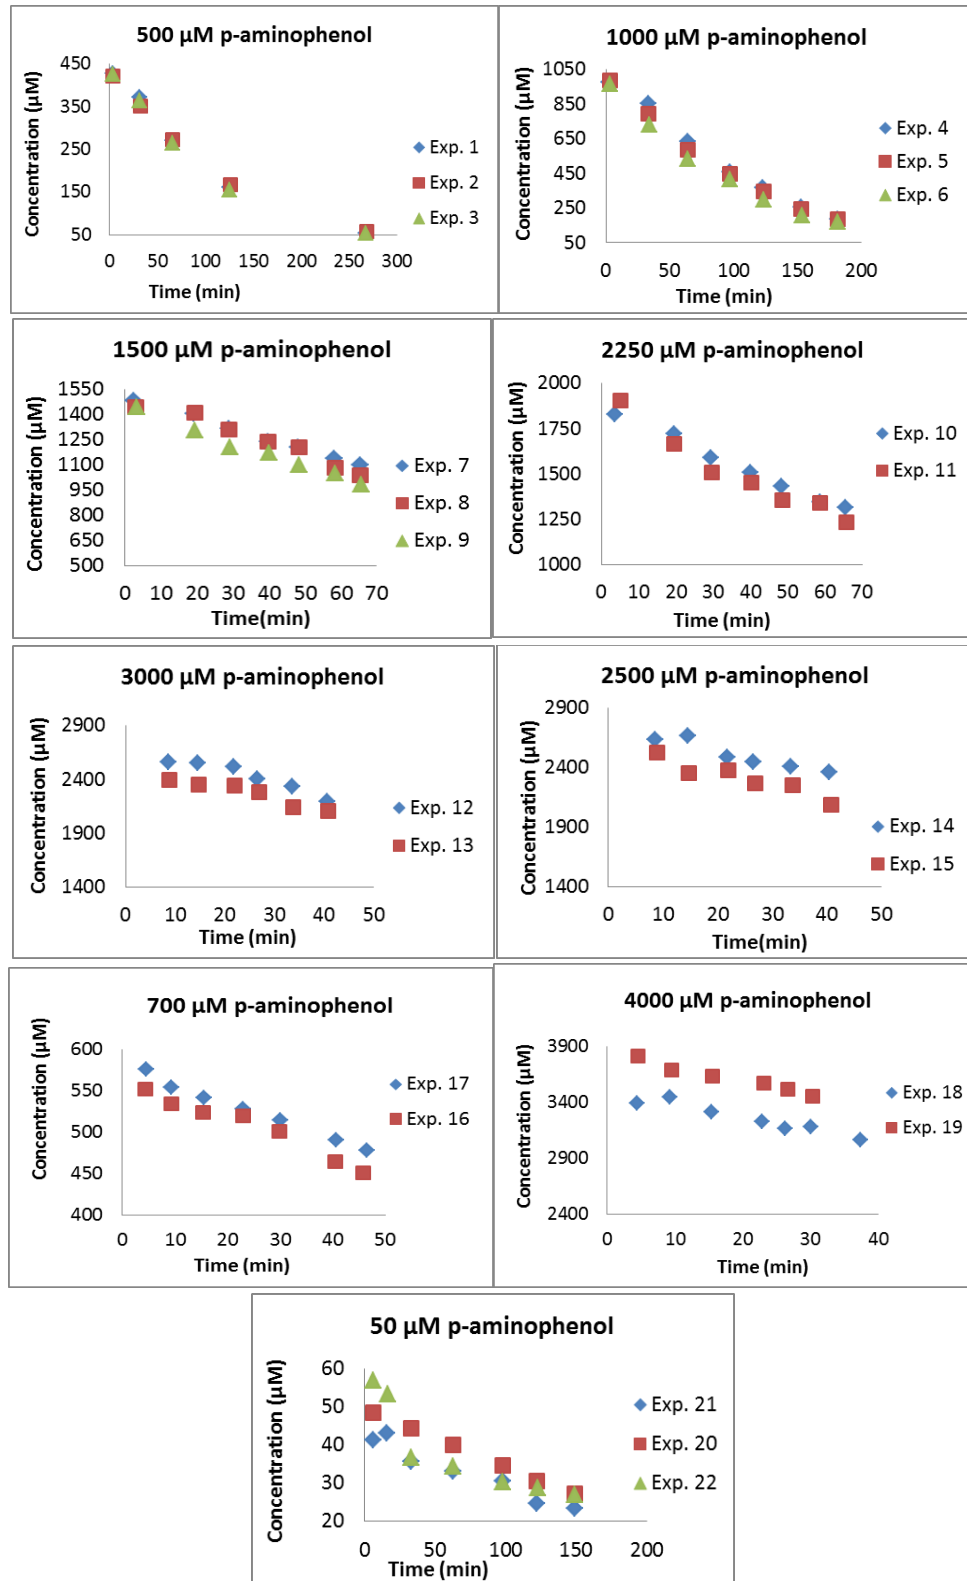 500 µM p-aminophenol
Concentration (µM)
450
350
250
150
50
0 50 100 150 200 250 300
Time (min)
Exp. 1
Exp. 2
Exp. 3
1000 µM p-aminophenol
Concentration (µM)
1050
850
650
450
250
50
0 50 100 150 200
Time (min)
Exp. 4
Exp. 5
Exp. 6
1500 µM p-aminophenol
Concentration (µM)
1550
1400
1250
1100
950
800
650
500
0 10 20 30 40 50 60 70
Time(min)
Exp. 7
Exp. 8
Exp. 9
2250 µM p-aminophenol
Concentration (µM)
2000
1750
1500
1250
1000
0 10 20 30 40 50 60 70
Time (min)
Exp. 10
Exp. 11
3000 µM p-aminophenol
Concentration (µM)
2900
2400
1900
1400
0 10 20 30 40 50
Time (min)
Exp. 12
Exp. 13
2500 µM p-aminophenol
Concentration (µM)
2900
2400
1900
1400
0 10 20 30 40 50
Time(min)
Exp. 14
Exp. 15
700 µM p-aminophenol
Concentration (µM)
600
550
500
450
400
0 10 20 30 40 50
Time (min)
Exp. 17
Exp. 16
4000 µM p-aminophenol
Concentration (µM)
3900
3400
2900
2400
0 10 20 30 40
Time (min)
Exp. 18
Exp. 19
50 µM p-aminophenol
Concentration (µM)
60
50
40
30
20
0 50 100 150 200
Time (min)
Exp. 21
Exp. 20
Exp. 22